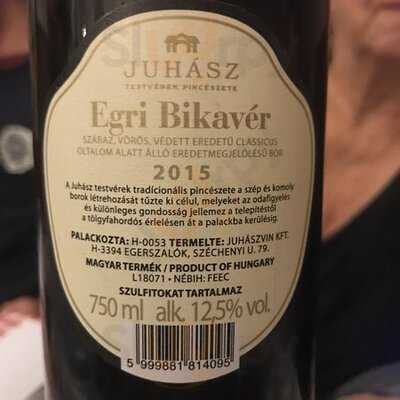 JUHÁSZ
TESTVÉREK PINCÉSZETE
Egri Bikavér
SZÁRAZ, VÖRÖS, VÉDETT EREDETŰ CLASSICUS
OLTALOM ALATT ÁLLÓ EREDETMEGJELÖLÉSŰ BOR
2015
A Juhász testvérek tradícionális pincészete a szép és komoly
borok létrehozását tűzte ki célul, melyeket az odafigyelés
és különleges gondosság jellemez a telepítéstől
a tölgyfahordós érlelésen át a palackba kerülésig.
PALACKOZTA: H-0053 TERMELTE: JUHÁSZVIN KFT.
H-3394 EGERSZALÓK, SZÉCHENYI U. 79.
MAGYAR TERMÉK / PRODUCT OF HUNGARY
L18071 • NÉBIH: FEEC
SZULFITOKAT TARTALMAZ
750 ml alk. 12,5% vol.
5 999881 814095